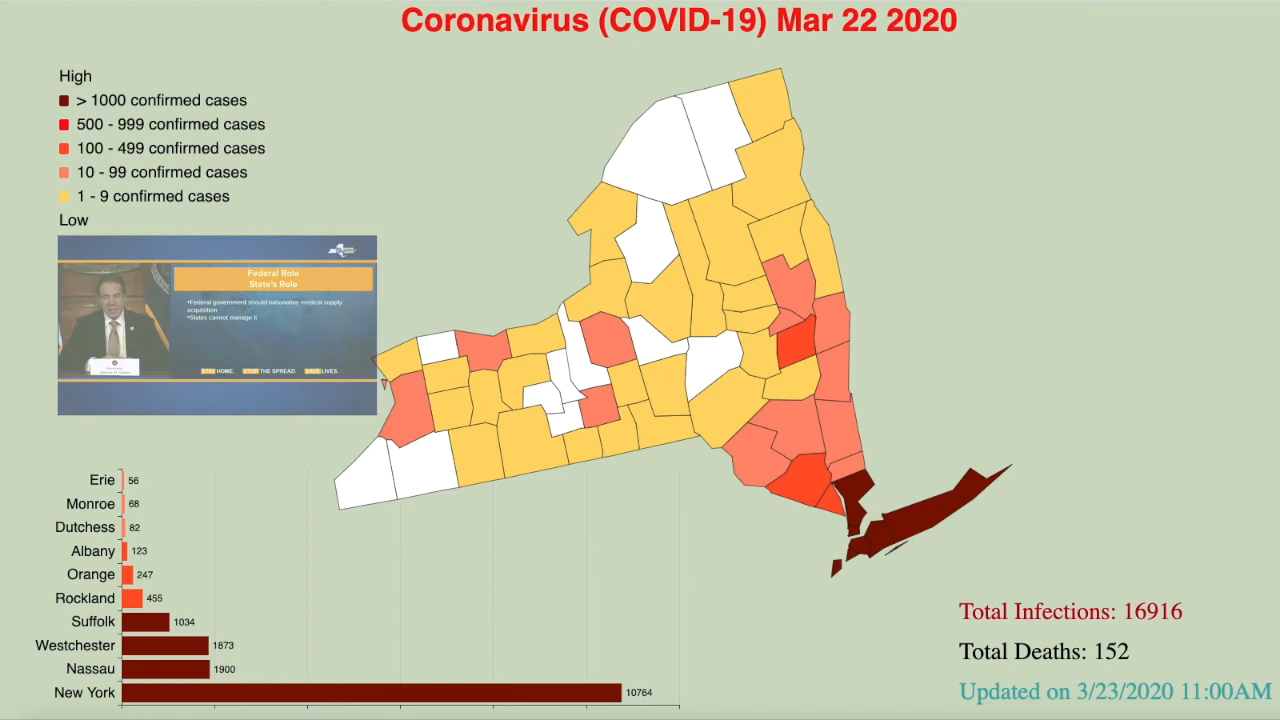 Coronavirus (COVID-19) Mar 22 2020
High
> 1000 confirmed cases
500 - 999 confirmed cases
100 - 499 confirmed cases
10 - 99 confirmed cases
1 - 9 confirmed cases
Low
Federal Role
State's Role
•Federal government should nationalize medical supply
acquisition
•States cannot manage it
STAY HOME. STOP THE SPREAD. SAVE LIVES.
Erie 56
Monroe 68
Dutchess 82
Albany 123
Orange 247
Rockland 455
Suffolk 1034
Westchester 1873
Nassau 1900
New York 10764
Total Infections: 16916
Total Deaths: 152
Updated on 3/23/2020 11:00AM